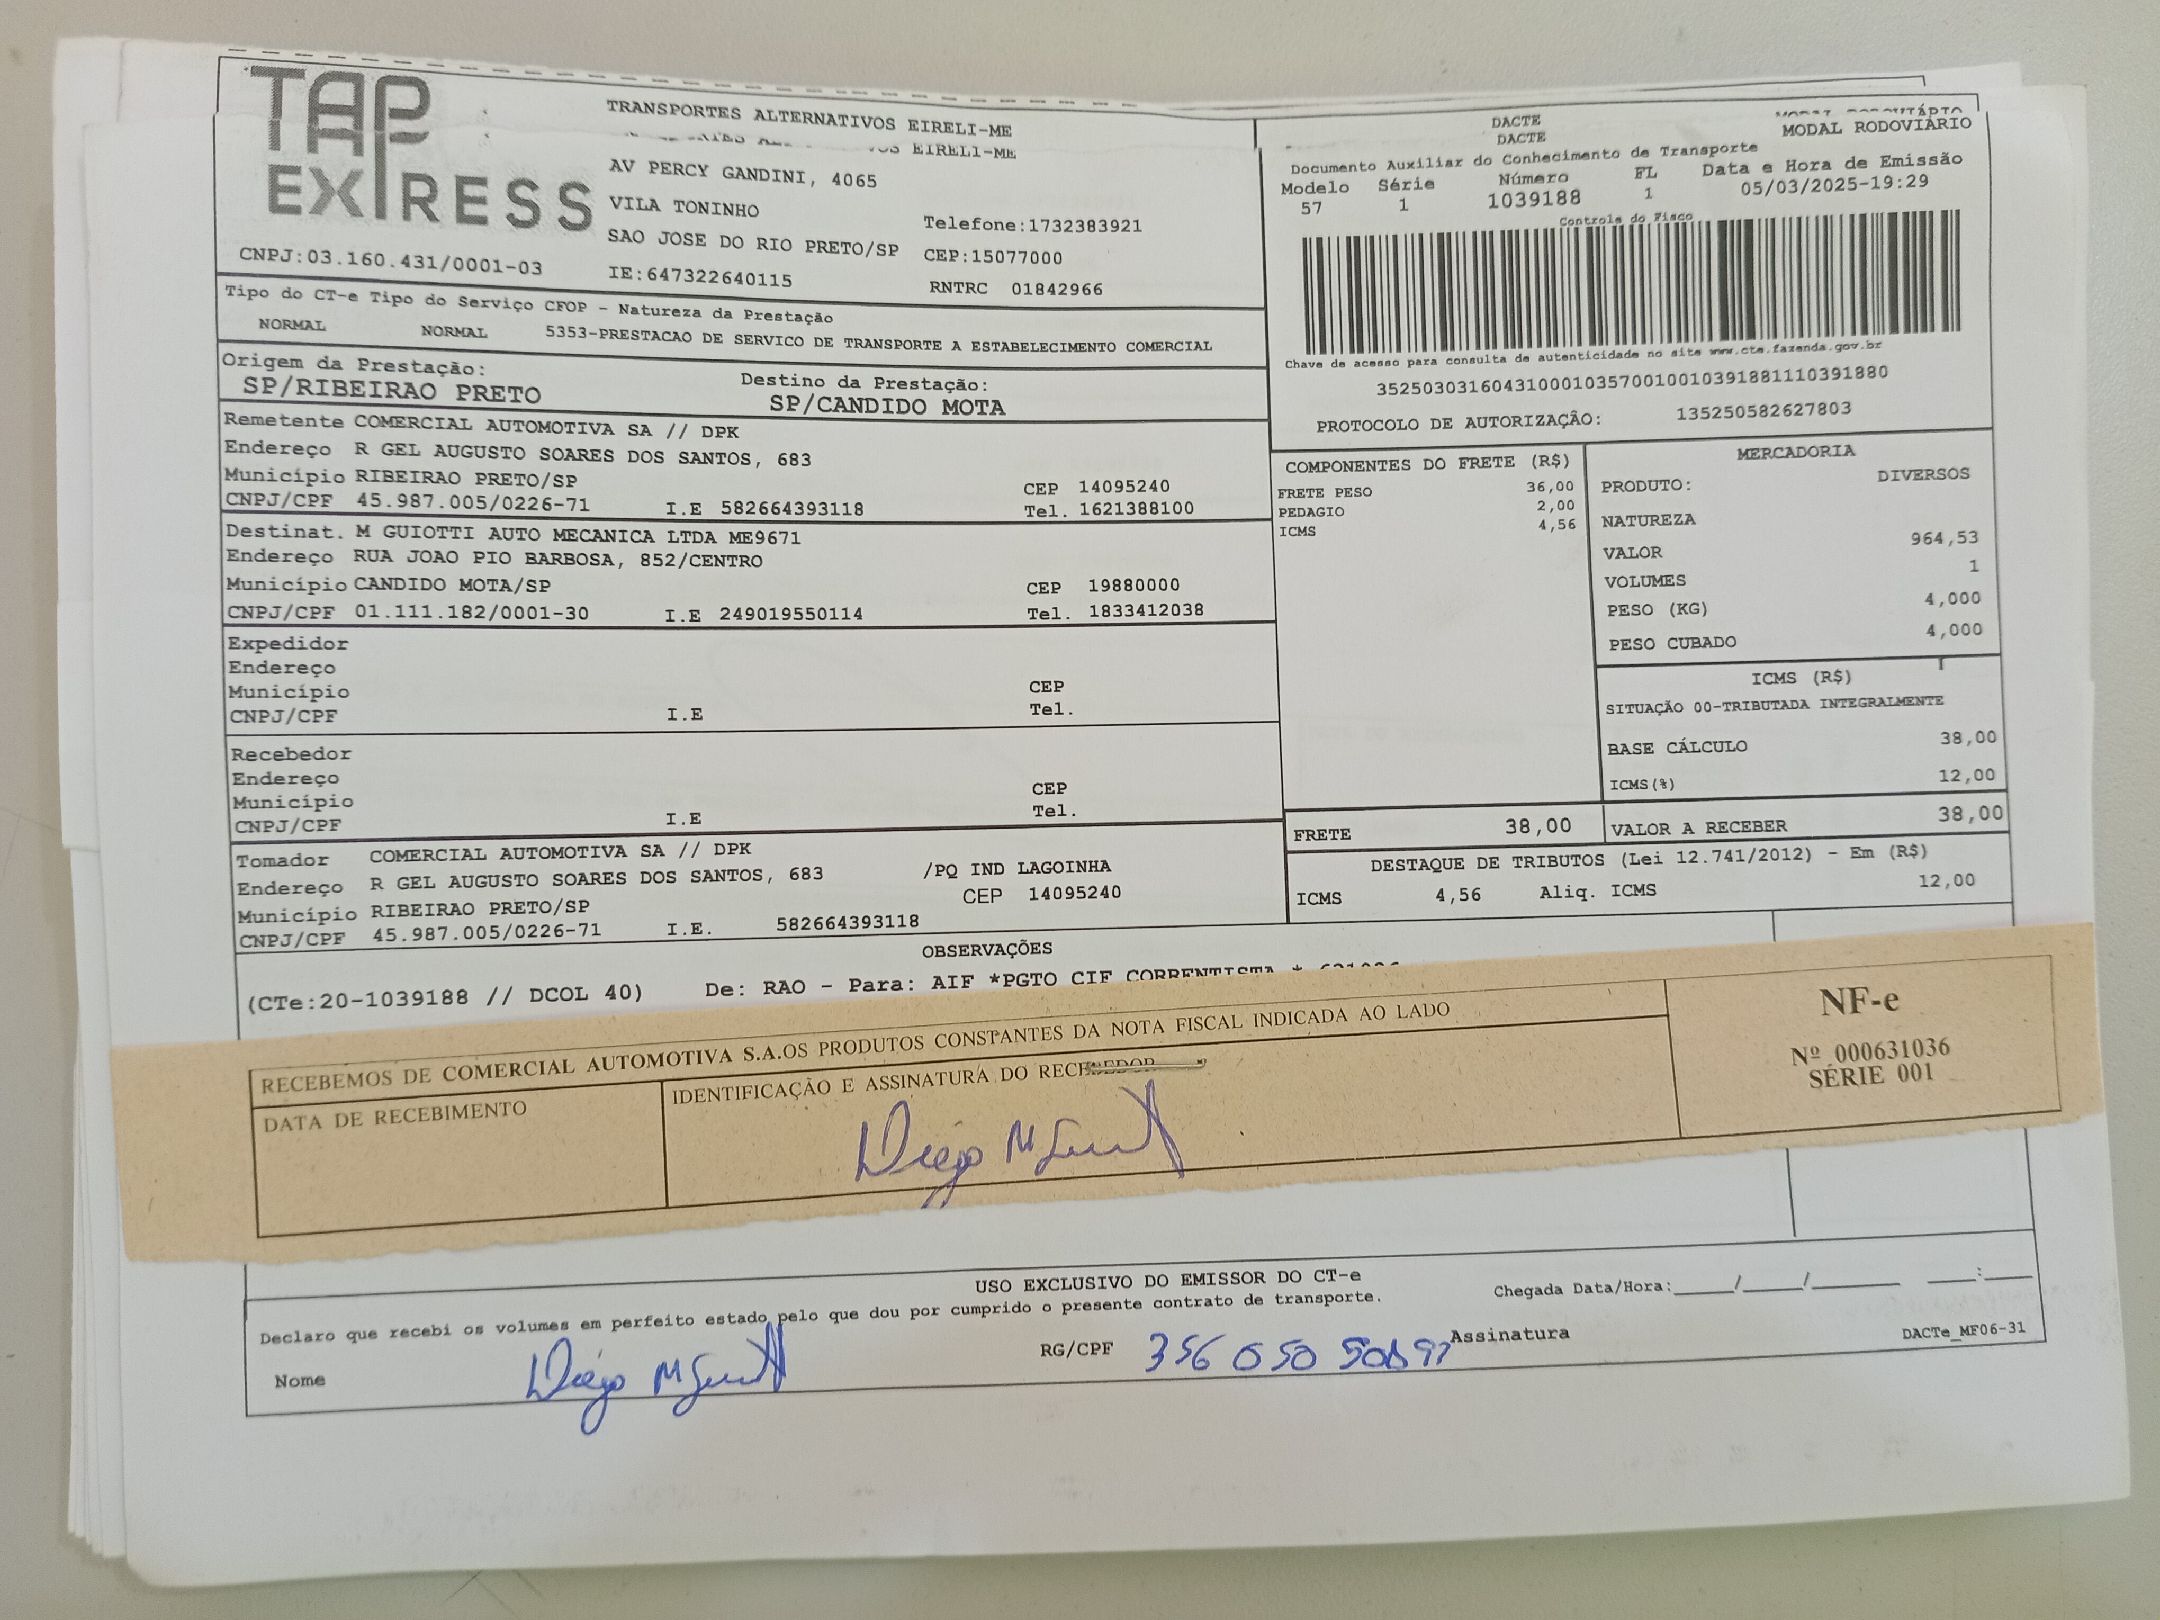 TAP EXPRESS
TRANSPORTES ALTERNATIVOS EIRELI-ME
EIRELI-ME
AV PERCY GANDINI, 4065
VILA TONINHO
Telefone:1732383921
SAO JOSE DO RIO PRETO/SP CEP:15077000
CNPJ:03.160.431/0001-03 IE:647322640115 RNTRC 01842966
DACTE
DACTE
MODAL RODOVIÁRIO
MODAL RODOVIÁRIO
Documento Auxiliar do Conhecimento de Transporte
Modelo Série Número FL Data e Hora de Emissão
57 1 1039188 1 05/03/2025-19:29
Controle do Fisco
Chave de acesso para consulta de autenticidade no site www.cte.fazenda.gov.br
35250303160431000103570010010391881110391880
PROTOCOLO DE AUTORIZAÇÃO: 135250582627803
Tipo do CT-e Tipo do Serviço CFOP - Natureza da Prestação
NORMAL NORMAL 5353-PRESTACAO DE SERVICO DE TRANSPORTE A ESTABELECIMENTO COMERCIAL
Origem da Prestação: Destino da Prestação:
SP/RIBEIRAO PRETO SP/CANDIDO MOTA
Remetente COMERCIAL AUTOMOTIVA SA // DPK
Endereço R GEL AUGUSTO SOARES DOS SANTOS, 683
Município RIBEIRAO PRETO/SP CEP 14095240
CNPJ/CPF 45.987.005/0226-71 I.E 582664393118 Tel. 1621388100
Destinat. M GUIOTTI AUTO MECANICA LTDA ME9671
Endereço RUA JOAO PIO BARBOSA, 852/CENTRO
Município CANDIDO MOTA/SP CEP 19880000
CNPJ/CPF 01.111.182/0001-30 I.E 249019550114 Tel. 1833412038
Expedidor
Endereço
Município CEP
CNPJ/CPF I.E Tel.
Recebedor
Endereço
Município CEP
CNPJ/CPF I.E Tel.
Tomador COMERCIAL AUTOMOTIVA SA // DPK
Endereço R GEL AUGUSTO SOARES DOS SANTOS, 683 /PQ IND LAGOINHA
Município RIBEIRAO PRETO/SP CEP 14095240
CNPJ/CPF 45.987.005/0226-71 I.E. 582664393118
COMPONENTES DO FRETE (R$)
FRETE PESO 36,00
PEDAGIO 2,00
ICMS 4,56
MERCADORIA
PRODUTO: DIVERSOS
NATUREZA
VALOR 964,53
VOLUMES 1
PESO (KG) 4,000
PESO CUBADO 4,000
ICMS (R$)
SITUAÇÃO 00-TRIBUTADA INTEGRALMENTE
BASE CÁLCULO 38,00
ICMS(%) 12,00
FRETE 38,00 VALOR A RECEBER 38,00
DESTAQUE DE TRIBUTOS (Lei 12.741/2012) - Em (R$)
ICMS 4,56 Aliq. ICMS 12,00
OBSERVAÇÕES
(CTe:20-1039188 // DCOL 40) De: RAO - Para: AIF *PGTO CIF CORRENTISTA *
RECEBEMOS DE COMERCIAL AUTOMOTIVA S.A.OS PRODUTOS CONSTANTES DA NOTA FISCAL INDICADA AO LADO
DATA DE RECEBIMENTO
IDENTIFICAÇÃO E ASSINATURA DO RECEBEDOR
Diego M
NF-e
Nº 000631036
SÉRIE 001
USO EXCLUSIVO DO EMISSOR DO CT-e
Declaro que recebi os volumes em perfeito estado pelo que dou por cumprido o presente contrato de transporte.
Chegada Data/Hora:_____/_____/_______ ____:____
Nome Diego M
RG/CPF 356 050 Assinatura
DACTe_MF06-31